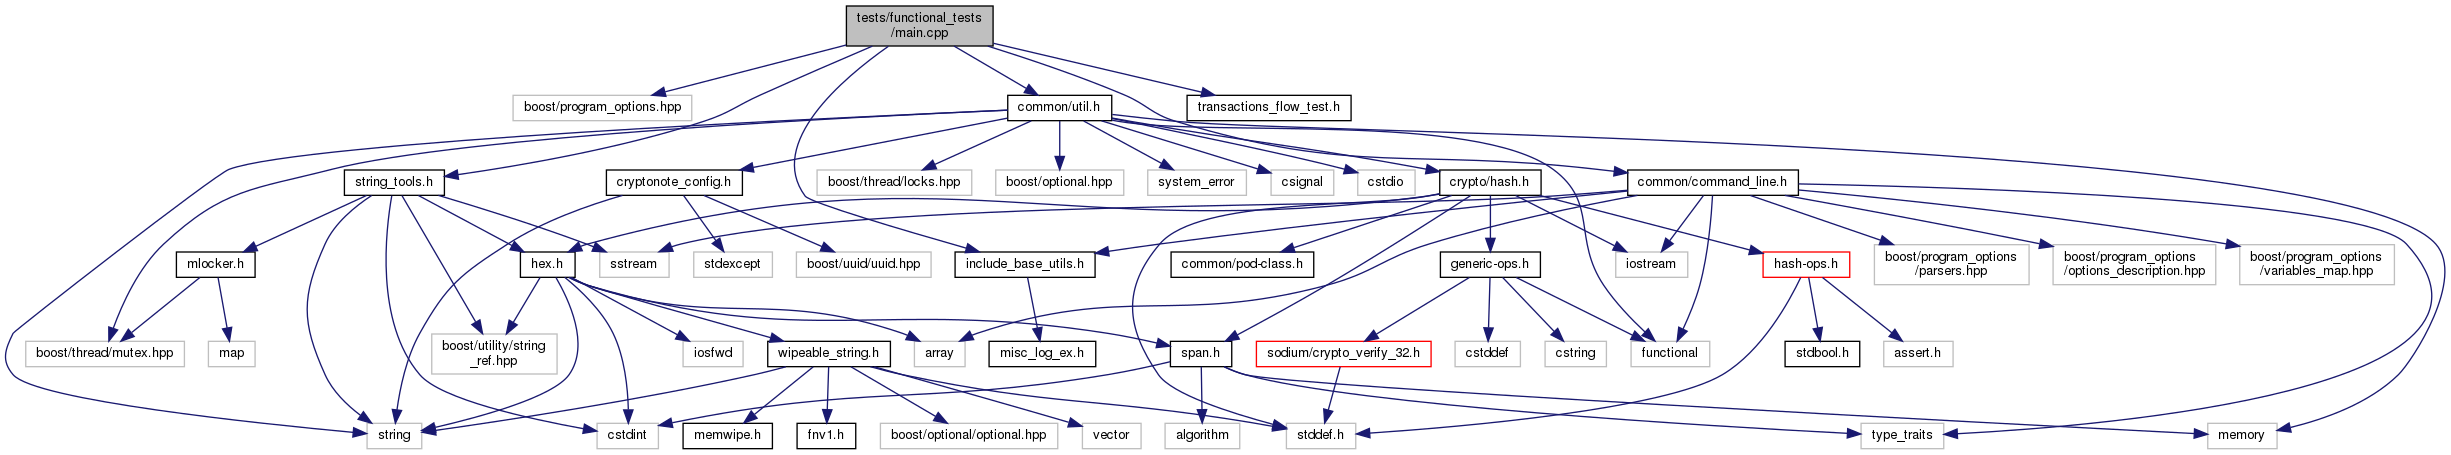 tests/functional_tests
/main.cpp
boost/program_options.hpp
common/util.h
transactions_flow_test.h
string_tools.h
cryptonote_config.h
boost/thread/locks.hpp
boost/optional.hpp
system_error
csignal
cstdio
crypto/hash.h
common/command_line.h
mlocker.h
hex.h
sstream
stdexcept
boost/uuid/uuid.hpp
include_base_utils.h
common/pod-class.h
generic-ops.h
iostream
hash-ops.h
boost/program_options
/parsers.hpp
boost/program_options
/options_description.hpp
boost/program_options
/variables_map.hpp
boost/thread/mutex.hpp
map
boost/utility/string
_ref.hpp
iosfwd
wipeable_string.h
array
misc_log_ex.h
span.h
sodium/crypto_verify_32.h
cstddef
cstring
functional
stdbool.h
assert.h
string
cstdint
memwipe.h
fnv1.h
boost/optional/optional.hpp
vector
algorithm
stddef.h
type_traits
memory